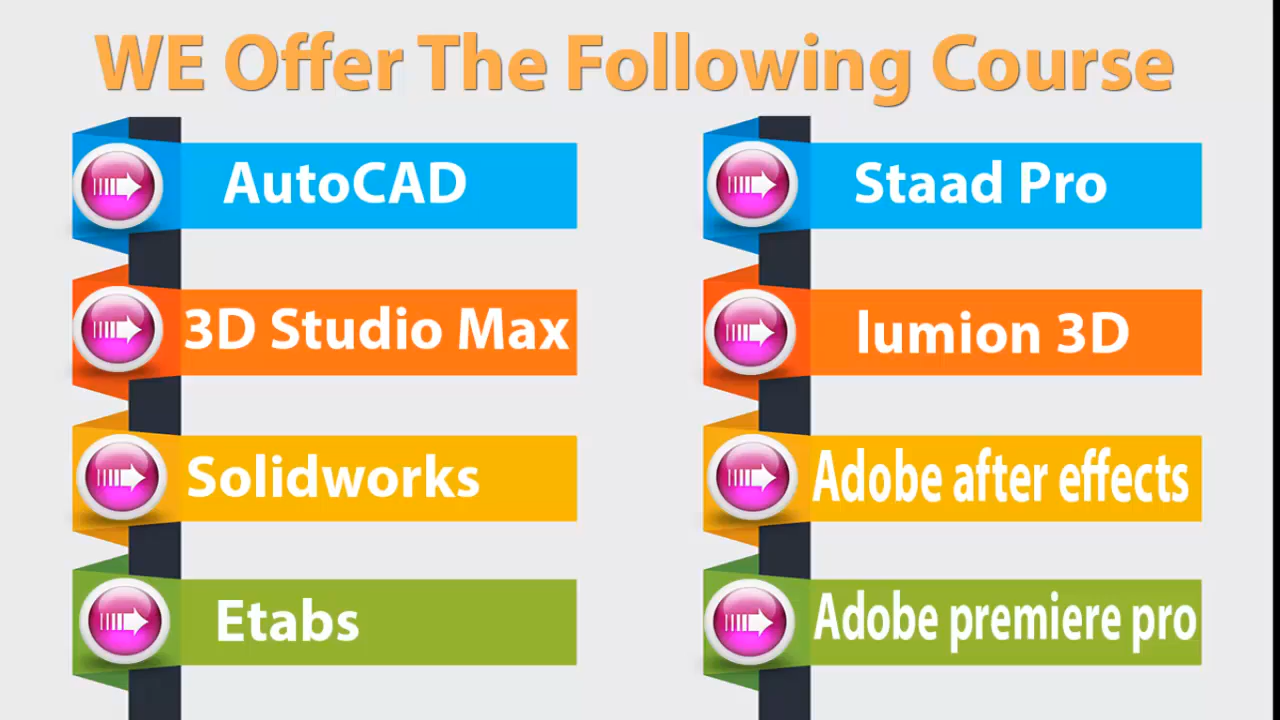 WE Offer The Following Course
AutoCAD
3D Studio Max
Solidworks
Etabs
Staad Pro
lumion 3D
Adobe after effects
Adobe premiere pro